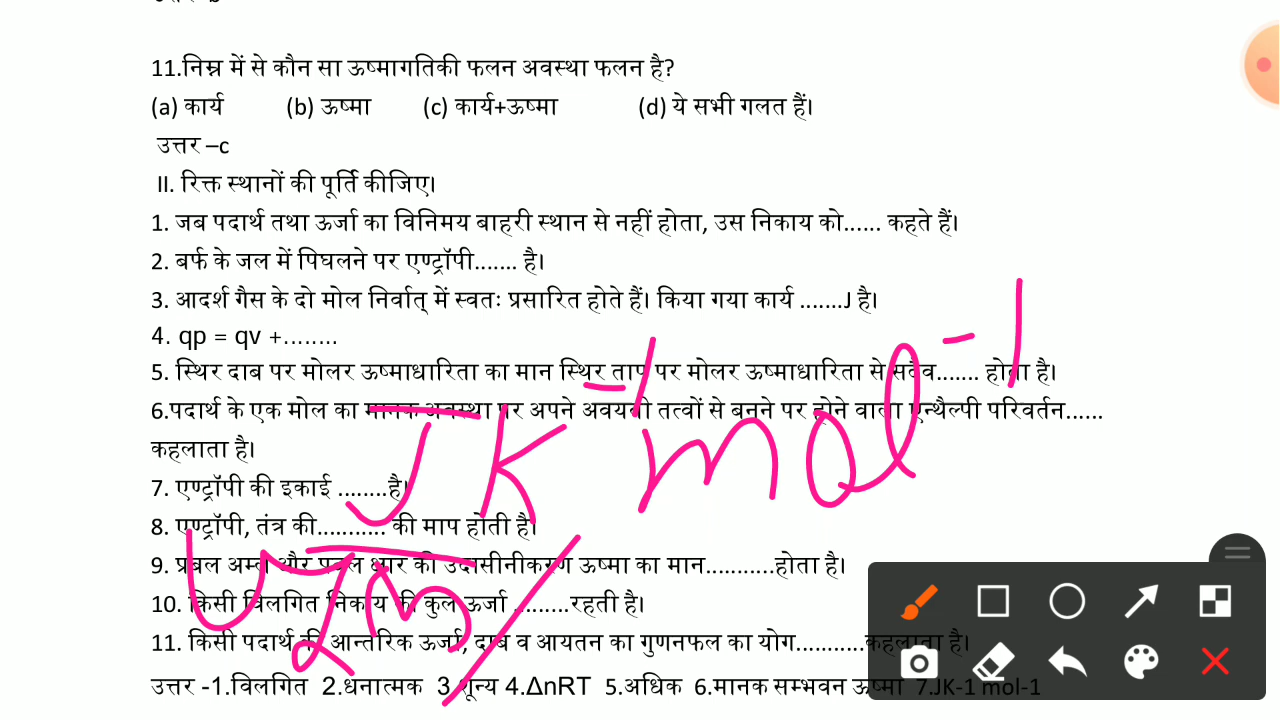 11.निम्न में से कौन सा ऊष्मागतिकी फलन अवस्था फलन है?
(a) कार्य (b) ऊष्मा (c) कार्य+ऊष्मा (d) ये सभी गलत हैं।
उत्तर –c
II. रिक्त स्थानों की पूर्ति कीजिए।
1. जब पदार्थ तथा ऊर्जा का विनिमय बाहरी स्थान से नहीं होता, उस निकाय को...... कहते हैं।
2. बर्फ के जल में पिघलने पर एण्ट्रॉपी....... है।
3. आदर्श गैस के दो मोल निर्वात् में स्वतः प्रसारित होते हैं। किया गया कार्य .......J है।
4. qp = qv +........
5. स्थिर दाब पर मोलर ऊष्माधारिता का मान स्थिर ताप पर मोलर ऊष्माधारिता से सदैव....... होता है।
6.पदार्थ के एक मोल का मानक अवस्था पर अपने अवयवी तत्वों से बनने पर होने वाला एन्थैल्पी परिवर्तन......
कहलाता है।
JK-1 mol-1
7. एण्ट्रॉपी की इकाई ........है।
8. एण्ट्रॉपी, तंत्र की........... की माप होती है।
9. प्रबल अम्ल और प्रबल क्षार की उदासीनीकरण ऊष्मा का मान...........होता है।
10. किसी विलगित निकाय की कुल ऊर्जा .........रहती है।
11. किसी पदार्थ की आन्तरिक ऊर्जा, दाब व आयतन का गुणनफल का योग...........कहलाता है।
उत्तर -1.विलगित 2.धनात्मक 3.शून्य 4.ΔnRT 5.अधिक 6.मानक सम्भवन ऊष्मा 7.JK-1 mol-1